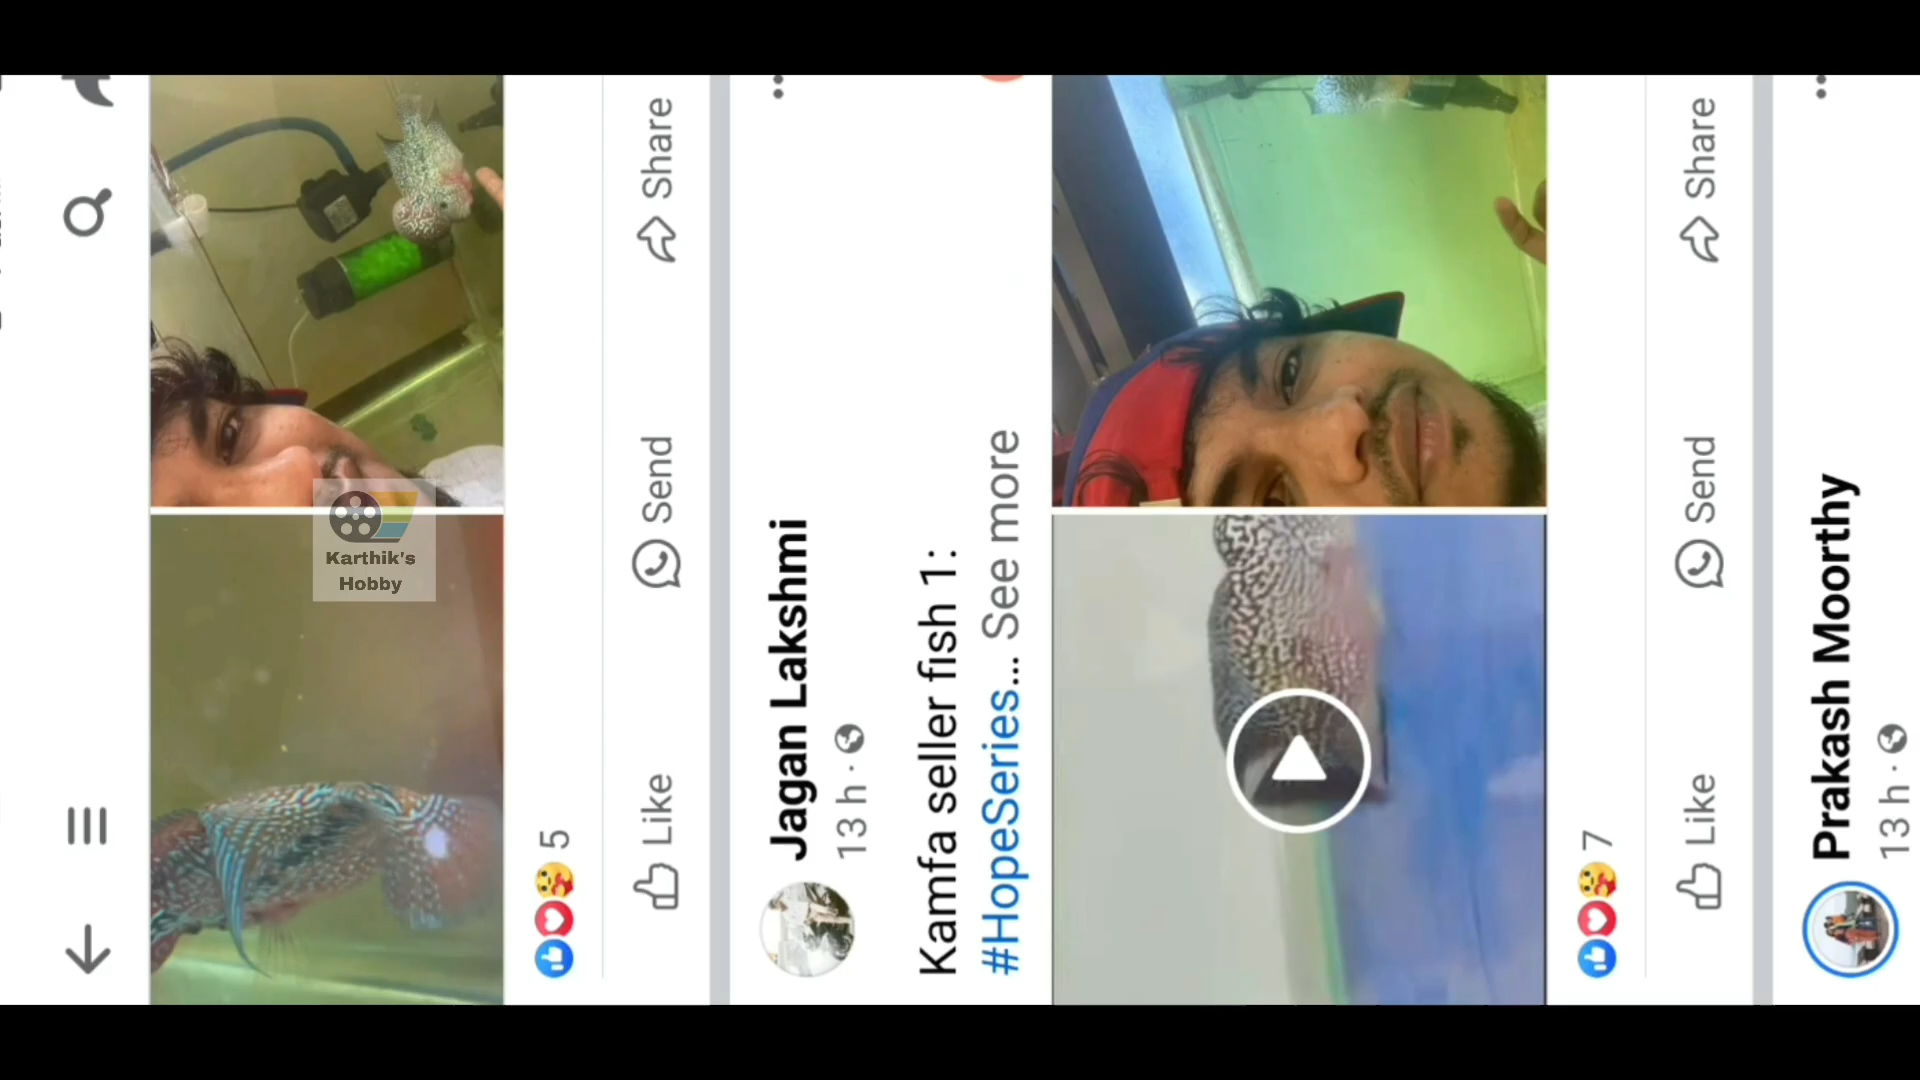 Karthik's
Hobby
5
Like
Send
Share
Jagan Lakshmi
13 h ·
Kamfa seller fish 1:
#HopeSeries... See more
7
Like
Send
Share
Prakash Moorthy
13 h ·